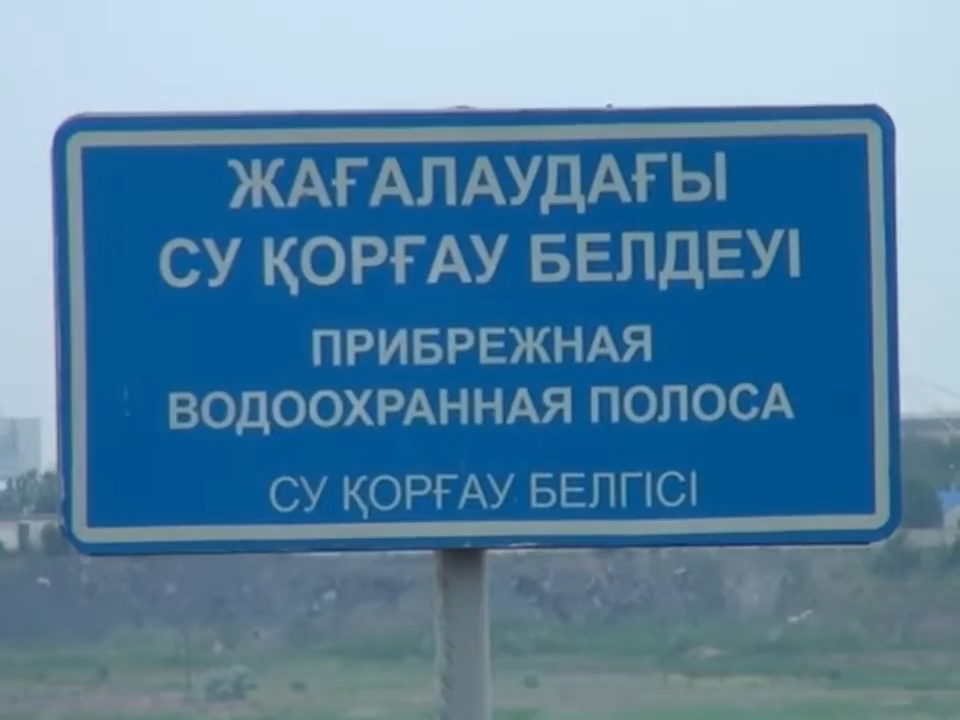 ЖАҒАЛАУДАҒЫ
СУ ҚОРҒАУ БЕЛДЕУІ
ПРИБРЕЖНАЯ
ВОДООХРАННАЯ ПОЛОСА
СУ ҚОРҒАУ БЕЛГІСІ